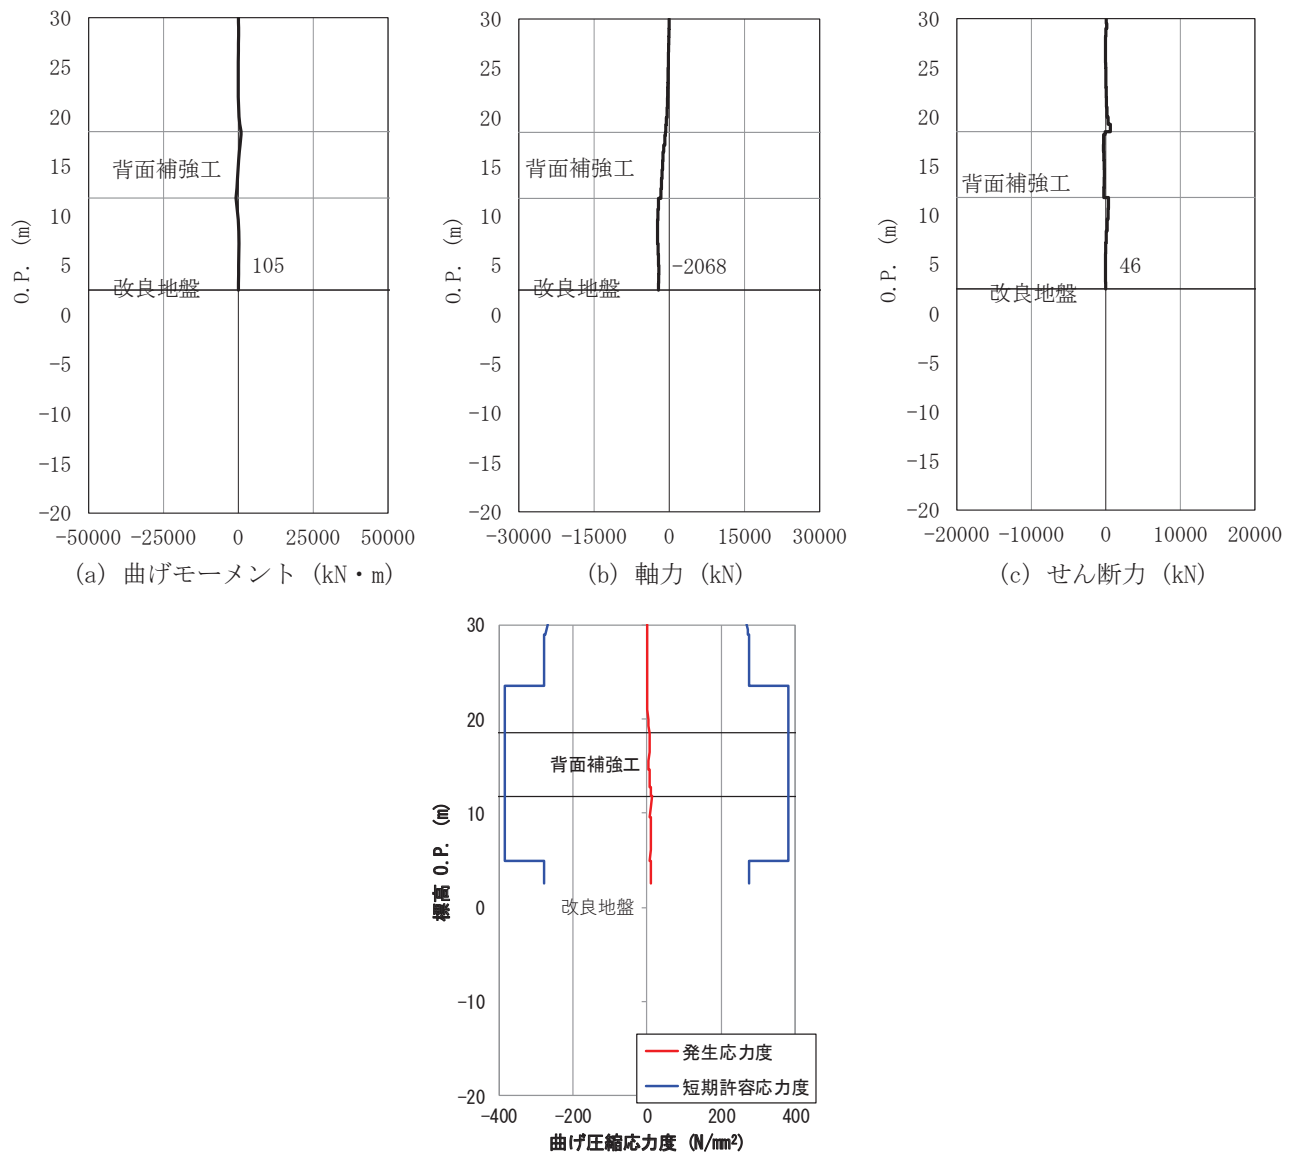 30
25
20
15
10
5
0
-5
-10
-15
-20
O.P. (m)
背面補強工
105
改良地盤
-50000 -25000 0 25000 50000
(a) 曲げモーメント (kN・m)
30
25
20
15
10
5
0
-5
-10
-15
-20
O.P. (m)
背面補強工
-2068
改良地盤
-30000 -15000 0 15000 30000
(b) 軸力 (kN)
30
25
20
15
10
5
0
-5
-10
-15
-20
O.P. (m)
背面補強工
46
改良地盤
-20000 -10000 0 10000 20000
(c) せん断力 (kN)
30
20
10
0
-10
-20
標高 O.P. (m)
背面補強工
改良地盤
発生応力度
短期許容応力度
-400 -200 0 200 400
曲げ圧縮応力度 (N/mm²)